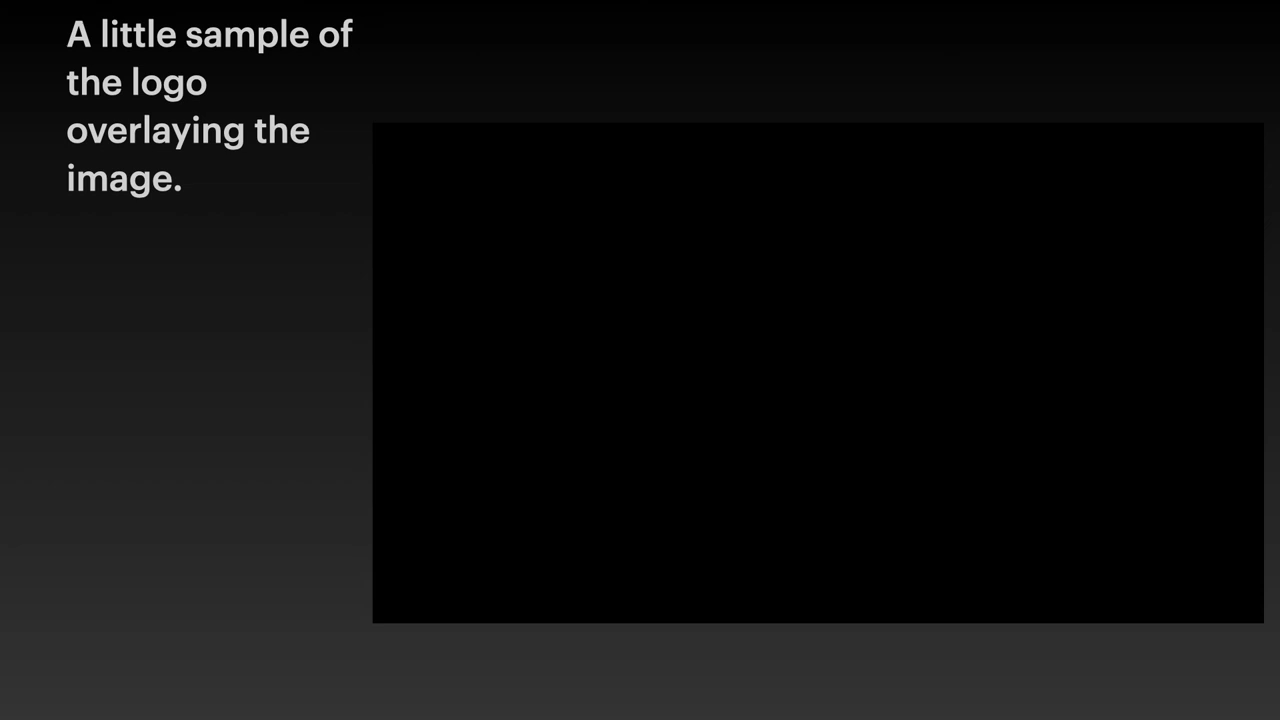 A little sample of
the logo
overlaying the
image.